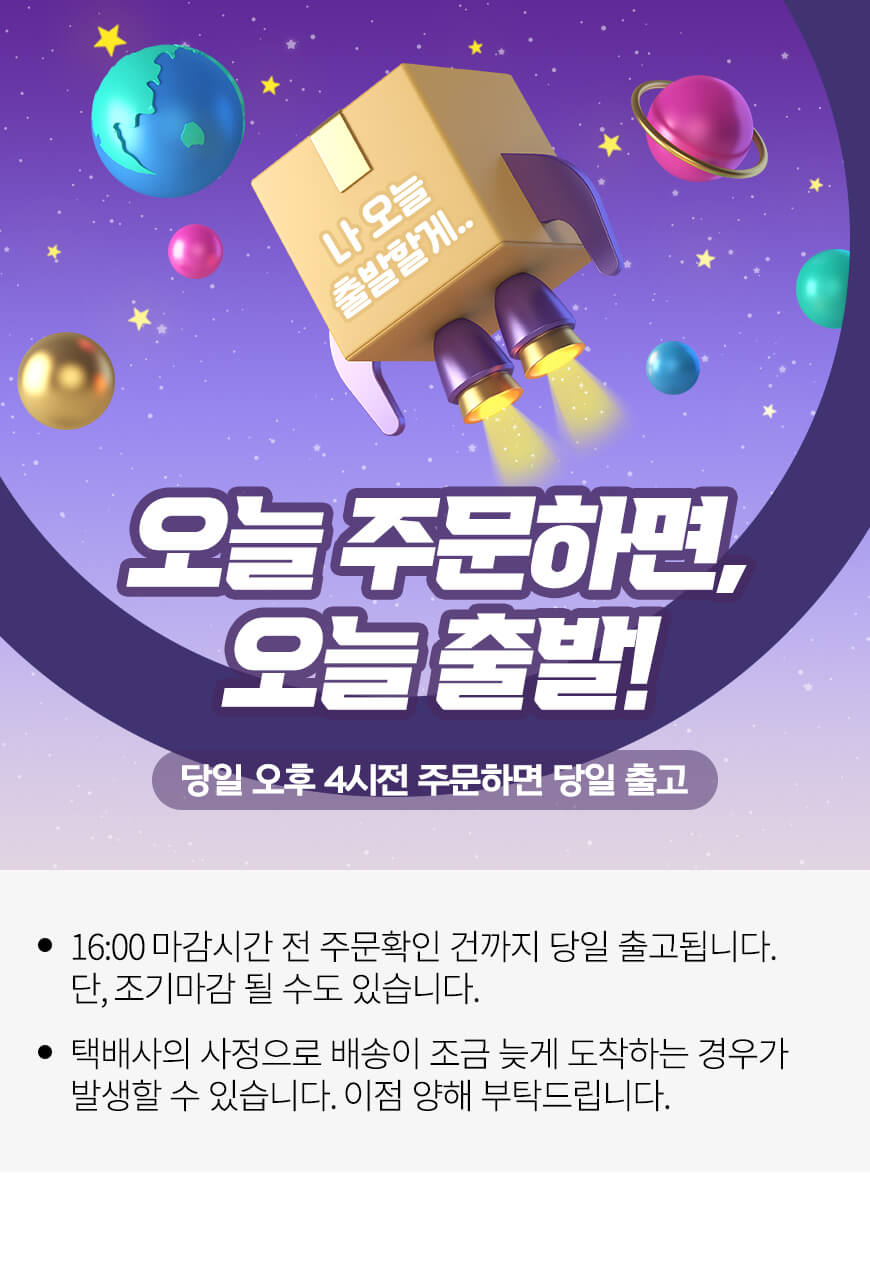 나 오늘
출발할게..
오늘 주문하면,
오늘 출발!
당일 오후 4시전 주문하면 당일 출고
• 16:00 마감시간 전 주문확인 건까지 당일 출고됩니다.
단, 조기마감 될 수도 있습니다.
• 택배사의 사정으로 배송이 조금 늦게 도착하는 경우가
발생할 수 있습니다. 이점 양해 부탁드립니다.